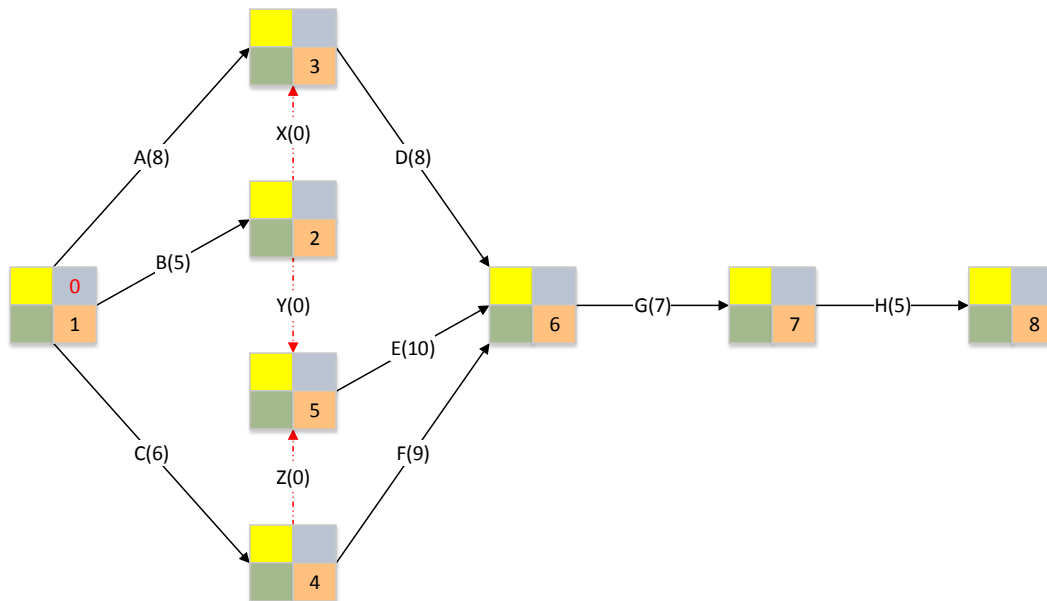 3
X(0)
A(8)
D(8)
2
B(5)
0
1
Y(0)
6
G(7)
7
H(5)
8
E(10)
5
C(6)
Z(0)
F(9)
4